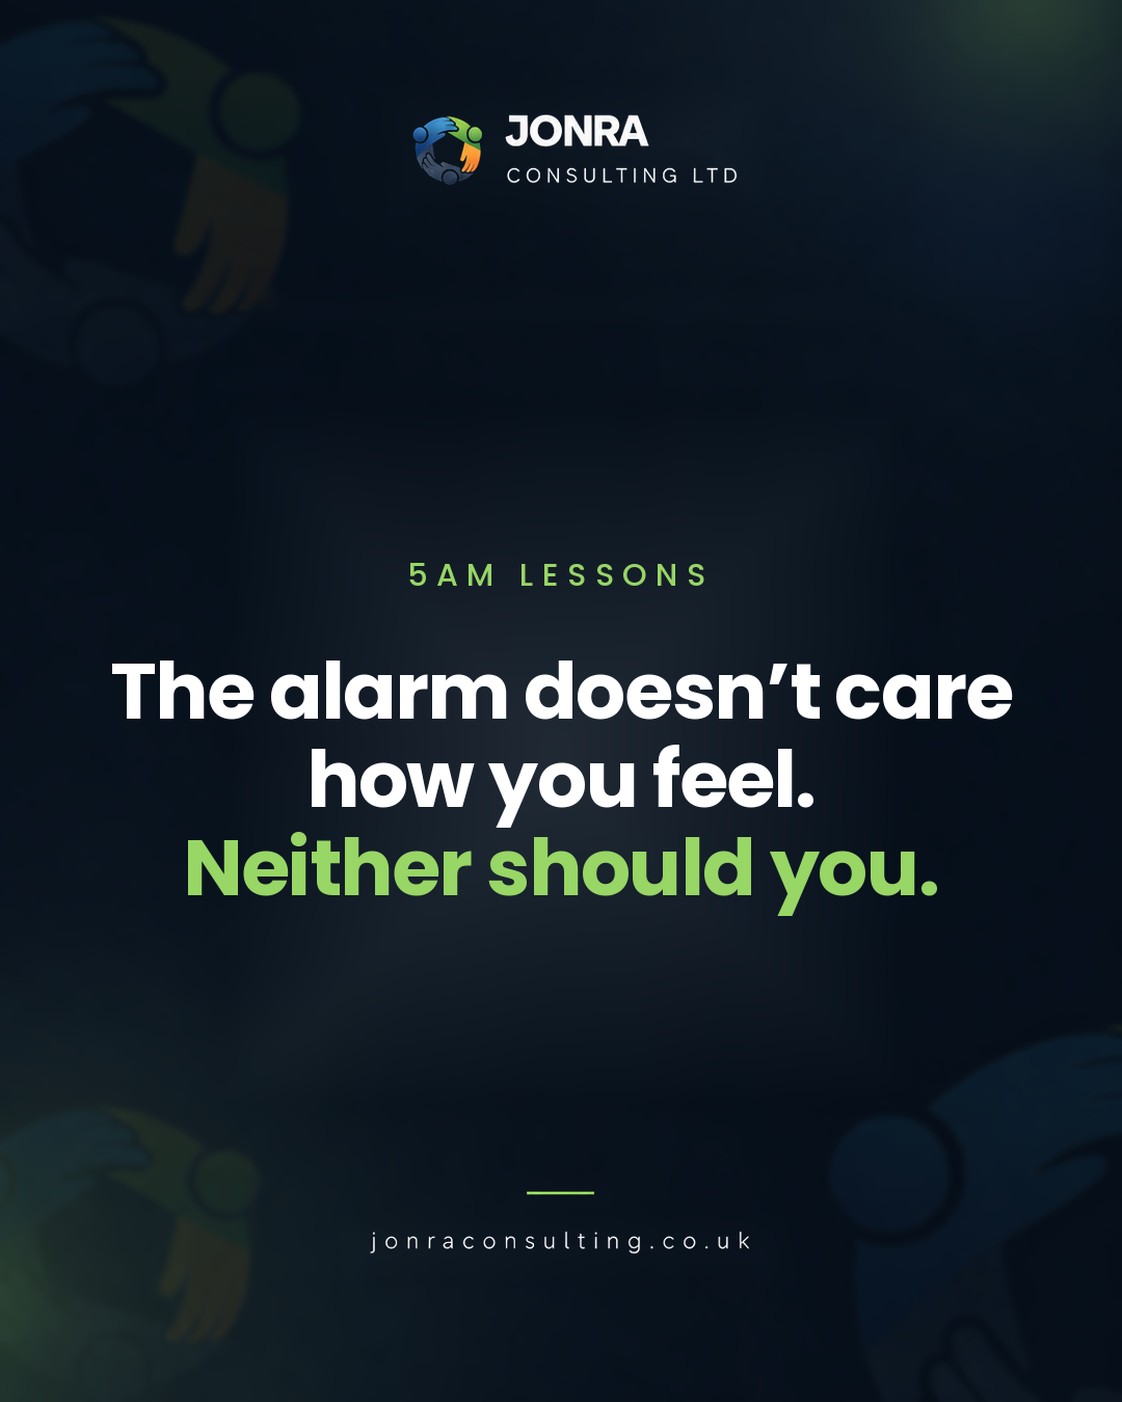 JONRA
CONSULTING LTD
5AM LESSONS
The alarm doesn’t care
how you feel.
Neither should you.
jonraconsulting.co.uk